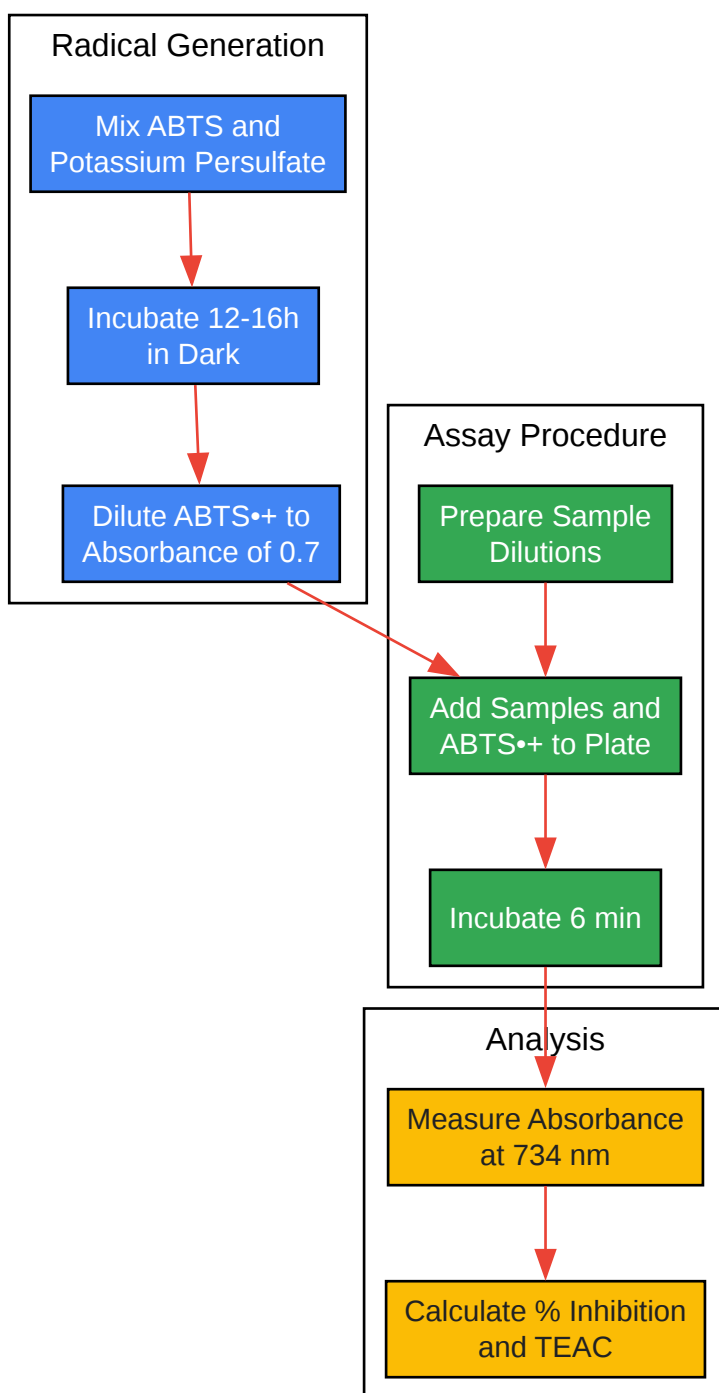 Radical Generation
Mix ABTS and
Potassium Persulfate
Incubate 12-16h
in Dark
Dilute ABTS•+ to
Absorbance of 0.7
Assay Procedure
Prepare Sample
Dilutions
Add Samples and
ABTS•+ to Plate
Incubate 6 min
Analysis
Measure Absorbance
at 734 nm
Calculate % Inhibition
and TEAC